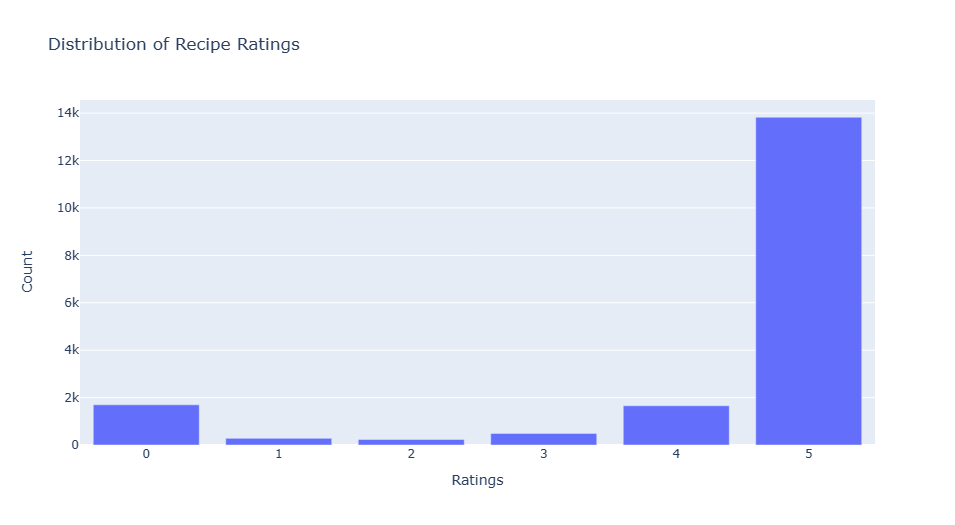 Distribution of Recipe Ratings
14k
12k
10k
8k
6k
4k
2k
0
Count
0 1 2 3 4 5
Ratings